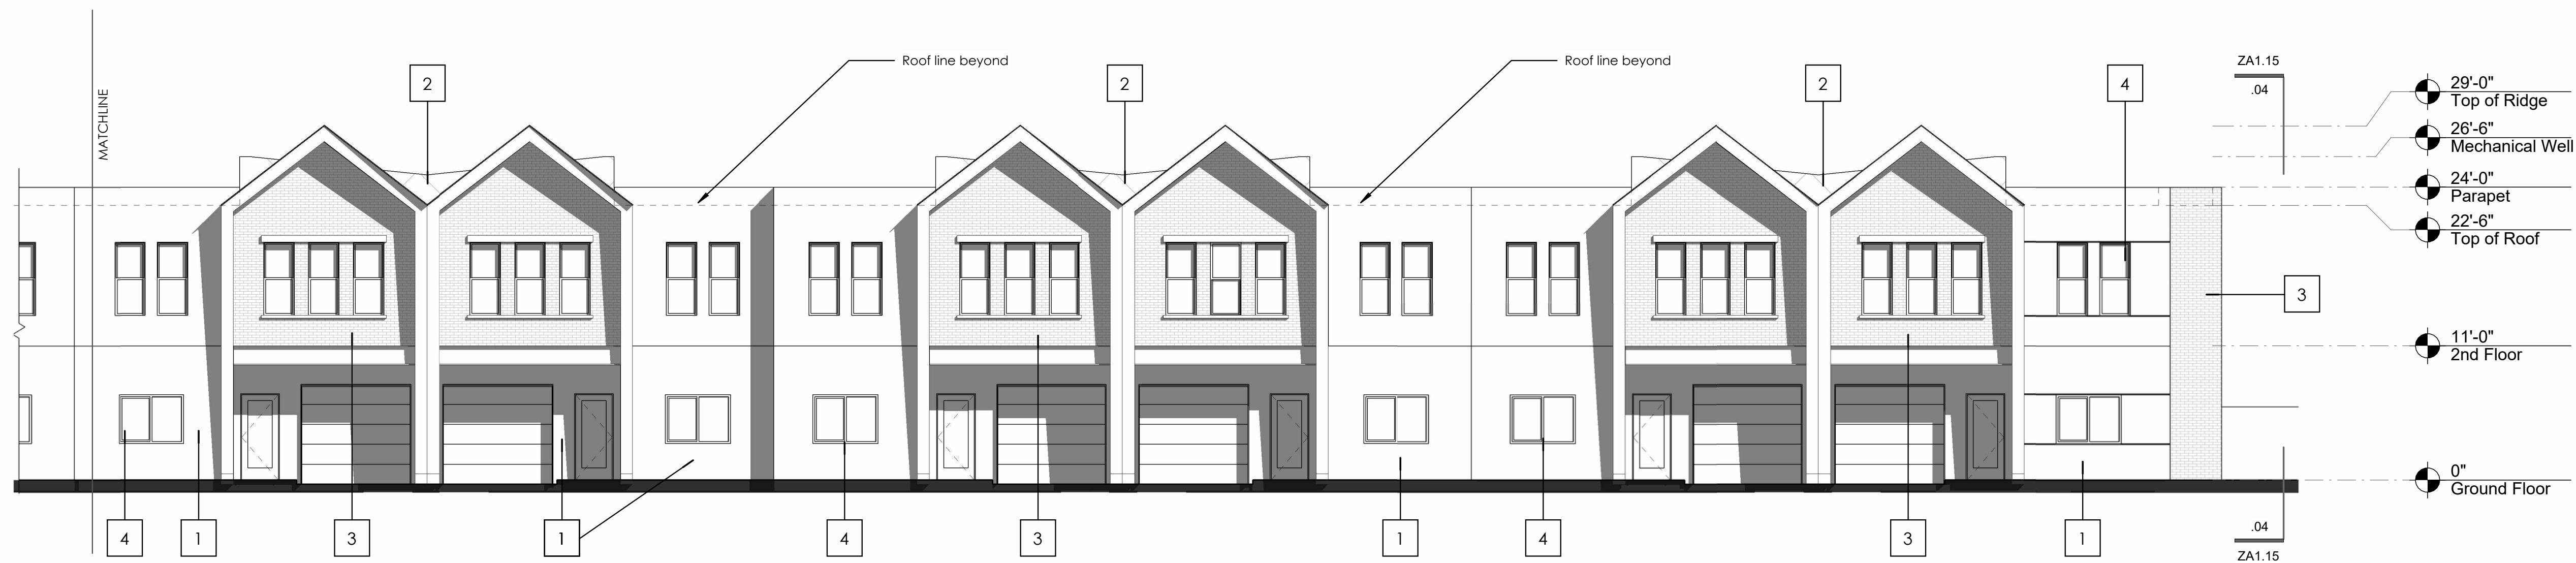 MATCHLINE
2
Roof line beyond
2
Roof line beyond
2
4
ZA1.15
.04
29'-0"
Top of Ridge
26'-6"
Mechanical Well
24'-0"
Parapet
22'-6"
Top of Roof
3
11'-0"
2nd Floor
0"
Ground Floor
4
1
3
1
4
3
1
4
3
1
.04
ZA1.15